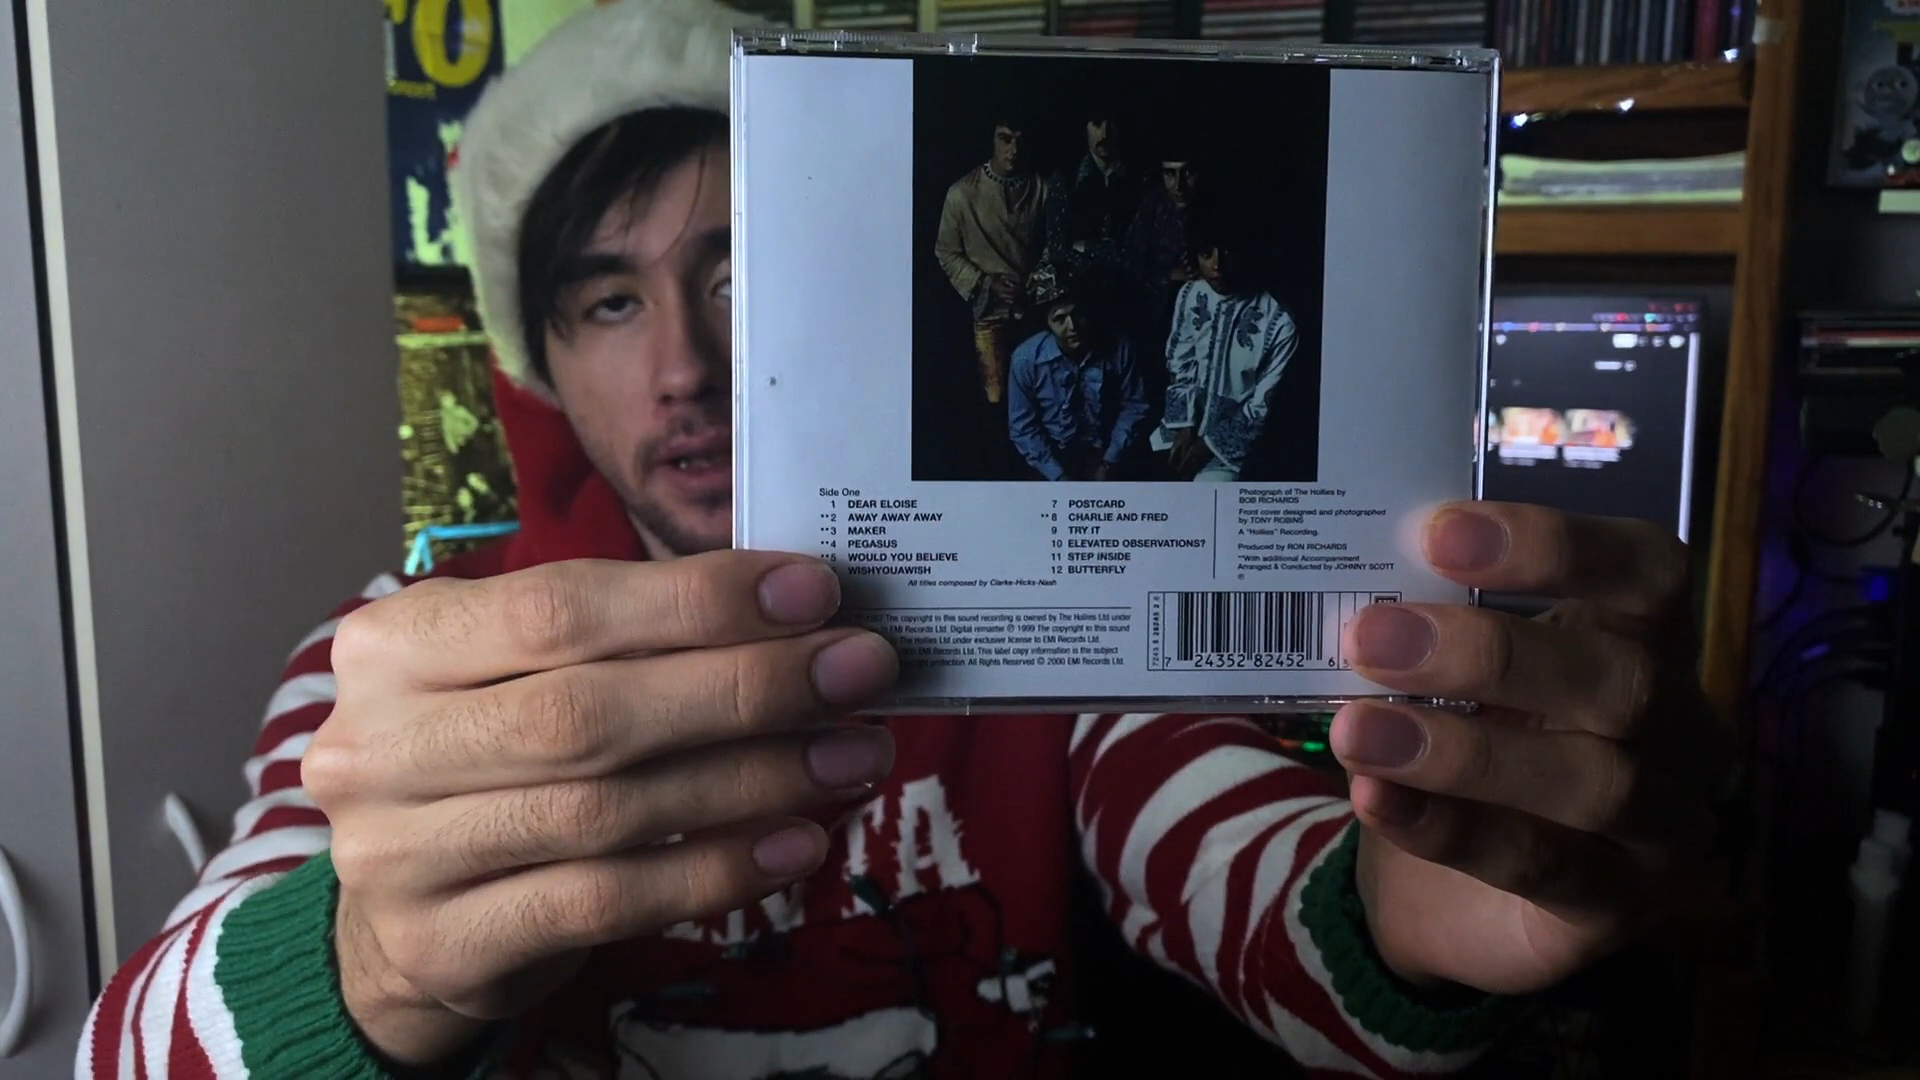 Side One
1 DEAR ELOISE
**2 AWAY AWAY AWAY
**3 MAKER
**4 PEGASUS
**5 WOULD YOU BELIEVE
WISHYOUAWISH
7 POSTCARD
**8 CHARLIE AND FRED
9 TRY IT
10 ELEVATED OBSERVATIONS?
11 STEP INSIDE
12 BUTTERFLY
All titles composed by Clarke-Hicks-Nash
Photograph of The Hollies by
BOB RICHARDS
Front cover designed and photographed
by TONY ROBINS
A "Hollies" Recording.
Produced by RON RICHARDS
**With additional Accompaniment
Arranged & Conducted by JOHNNY SCOTT
℗
The copyright in this sound recording is owned by The Hollies Ltd under
to EMI Records Ltd. Digital remaster ℗ 1999 The copyright in this sound
The Hollies Ltd under exclusive license to EMI Records Ltd.
EMI Records Ltd. This label copy information is the subject
protection. All Rights Reserved © 2000 EMI Records Ltd.
7 24352 82452 6